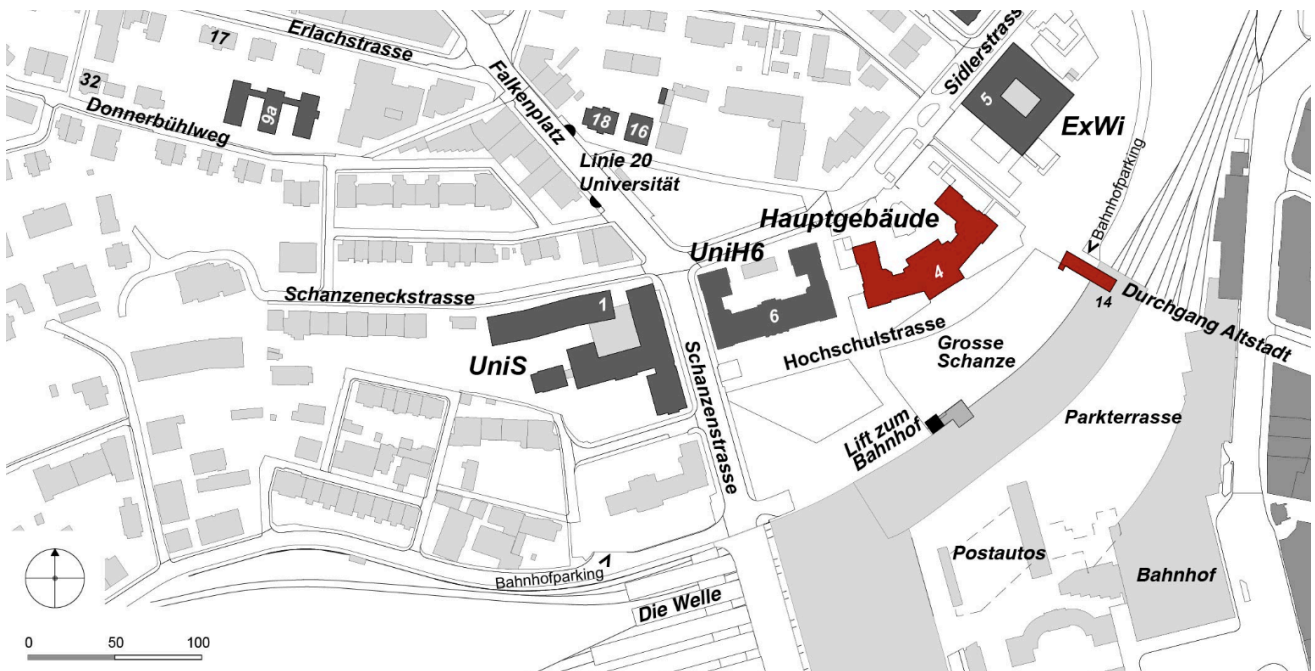 17
Erlachstrasse
32
9a
Donnerbühlweg
Falkenplatz
18
16
Linie 20
Universität
Sidlerstrasse
5
ExWi
Bahnhofparking
Hauptgebäude
4
UniH6
6
Schanzeneckstrasse
1
UniS
Schanzenstrasse
Hochschulstrasse
Grosse
Schanze
14
Durchgang Altstadt
Lift zum
Bahnhof
Parkterrasse
Postautos
Bahnhof
Bahnhofparking
Die Welle
0 50 100